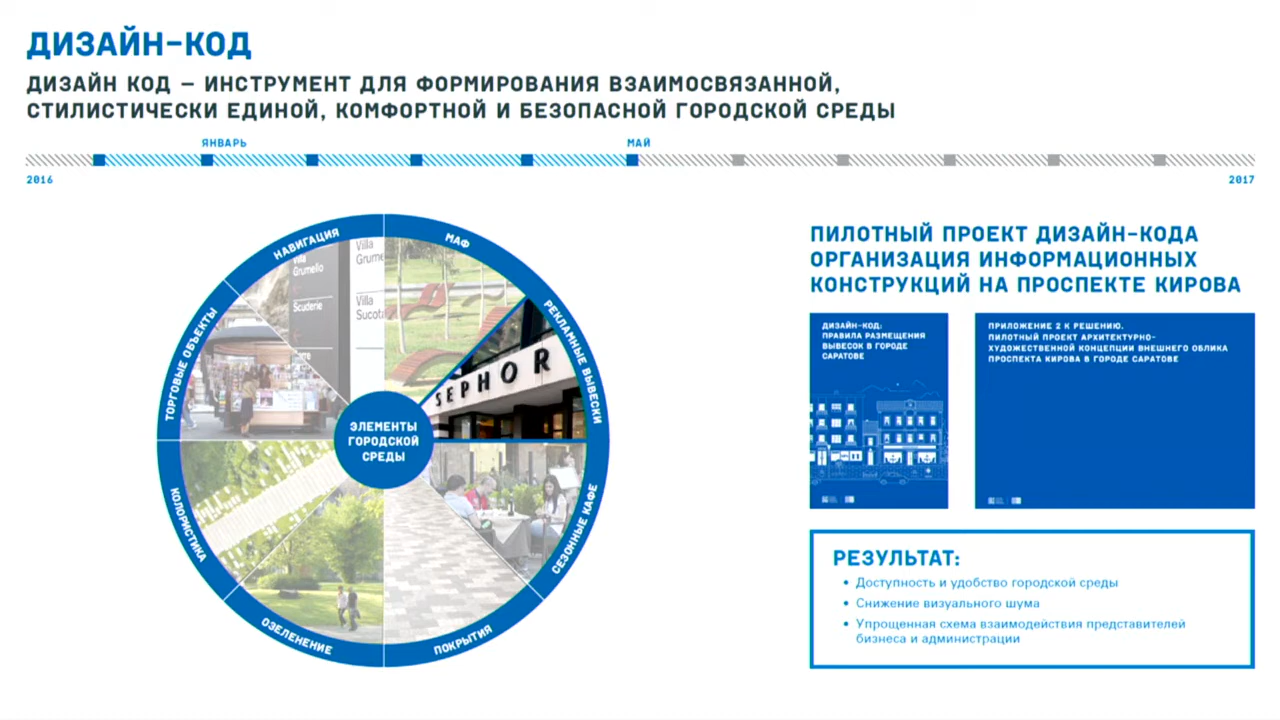 ДИЗАЙН-КОД
ДИЗАЙН КОД – ИНСТРУМЕНТ ДЛЯ ФОРМИРОВАНИЯ ВЗАИМОСВЯЗАННОЙ,
СТИЛИСТИЧЕСКИ ЕДИНОЙ, КОМФОРТНОЙ И БЕЗОПАСНОЙ ГОРОДСКОЙ СРЕДЫ
ЯНВАРЬ
МАЙ
2016
2017
НАВИГАЦИЯ
МАФ
РЕКЛАМНЫЕ ВЫВЕСКИ
СЕЗОННЫЕ КАФЕ
ПОКРЫТИЯ
ОЗЕЛЕНЕНИЕ
КОЛОРИСТИКА
ТОРГОВЫЕ ОБЪЕКТЫ
Villa
Grumello
Scuderie
Villa
Grume
Villa
Sucota
SEPHOR
ЭЛЕМЕНТЫ
ГОРОДСКОЙ
СРЕДЫ
ПИЛОТНЫЙ ПРОЕКТ ДИЗАЙН-КОДА
ОРГАНИЗАЦИЯ ИНФОРМАЦИОННЫХ
КОНСТРУКЦИЙ НА ПРОСПЕКТЕ КИРОВА
ДИЗАЙН-КОД:
ПРАВИЛА РАЗМЕЩЕНИЯ
ВЫВЕСОК В ГОРОДЕ
САРАТОВЕ
ПРИЛОЖЕНИЕ 2 К РЕШЕНИЮ.
ПИЛОТНЫЙ ПРОЕКТ АРХИТЕКТУРНО-
ХУДОЖЕСТВЕННОЙ КОНЦЕПЦИИ ВНЕШНЕГО ОБЛИКА
ПРОСПЕКТА КИРОВА В ГОРОДЕ САРАТОВЕ
РЕЗУЛЬТАТ:
• Доступность и удобство городской среды
• Снижение визуального шума
• Упрощенная схема взаимодействия представителей
бизнеса и администрации